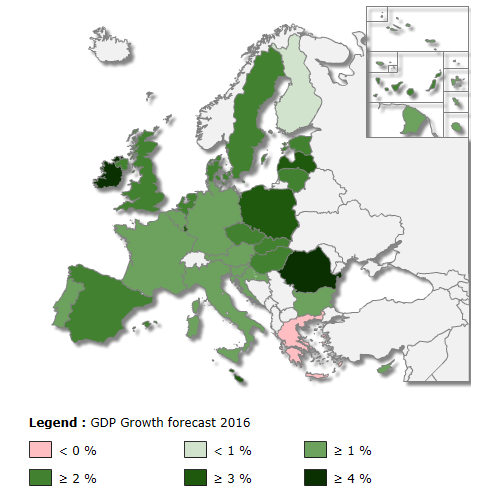 Legend : GDP Growth forecast 2016
< 0 % < 1 % ≥ 1 %
≥ 2 % ≥ 3 % ≥ 4 %